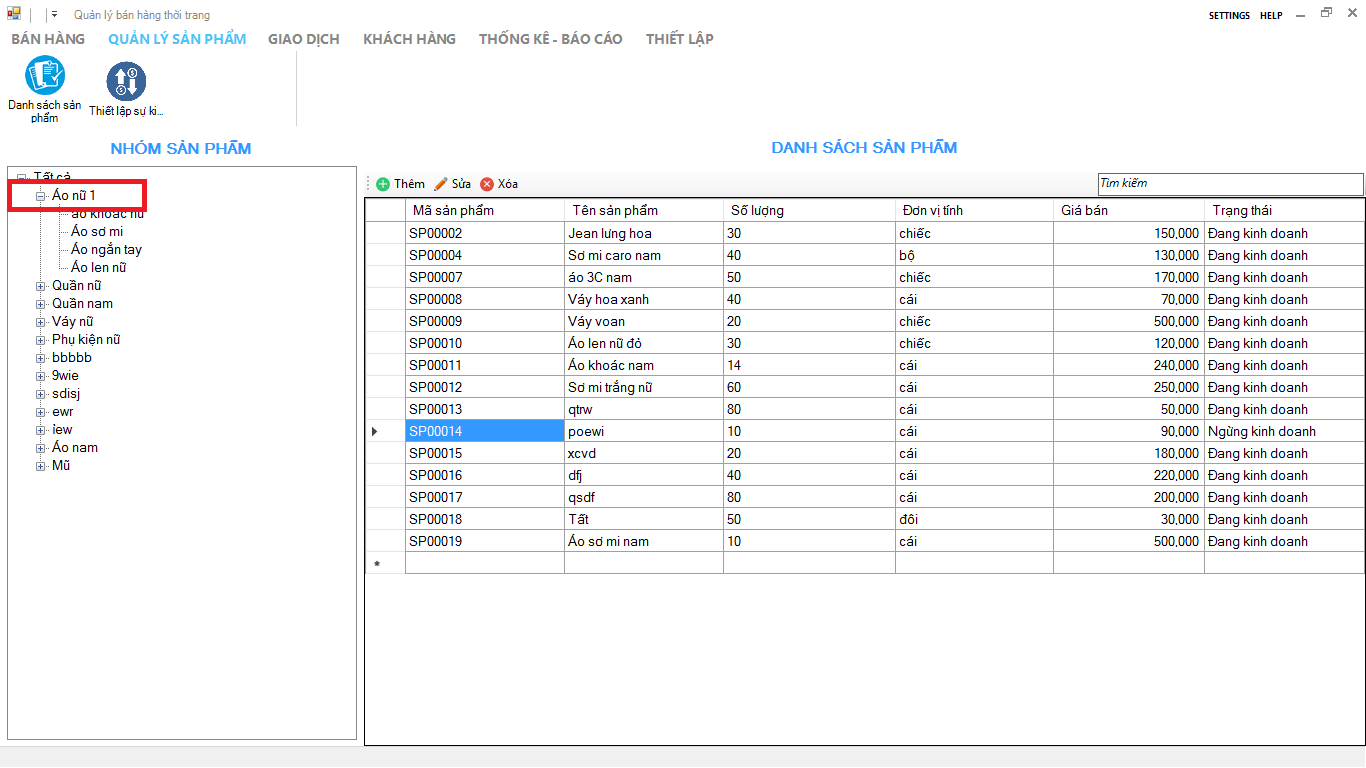 Quản lý bán hàng thời trang
SETTINGS HELP
BÁN HÀNG QUẢN LÝ SẢN PHẨM GIAO DỊCH KHÁCH HÀNG THỐNG KÊ - BÁO CÁO THIẾT LẬP
Danh sách sản phẩm
Thiết lập sự ki...
NHÓM SẢN PHẨM
Tất cả
Áo nữ 1
áo khoác nữ
Áo sơ mi
Áo ngắn tay
Áo len nữ
Quần nữ
Quần nam
Váy nữ
Phụ kiện nữ
bbbbb
9wie
sdisj
ewr
iew
Áo nam
Mũ
DANH SÁCH SẢN PHẨM
Thêm Sửa Xóa Tìm kiếm
Mã sản phẩm Tên sản phẩm Số lượng Đơn vị tính Giá bán Trạng thái
SP00002 Jean lưng hoa 30 chiếc 150,000 Đang kinh doanh
SP00004 Sơ mi caro nam 40 bộ 130,000 Đang kinh doanh
SP00007 áo 3C nam 50 chiếc 170,000 Đang kinh doanh
SP00008 Váy hoa xanh 40 cái 70,000 Đang kinh doanh
SP00009 Váy voan 20 chiếc 500,000 Đang kinh doanh
SP00010 Áo len nữ đỏ 30 chiếc 120,000 Đang kinh doanh
SP00011 Áo khoác nam 14 cái 240,000 Đang kinh doanh
SP00012 Sơ mi trắng nữ 60 cái 250,000 Đang kinh doanh
SP00013 qtrw 80 cái 50,000 Đang kinh doanh
SP00014 poewi 10 cái 90,000 Ngừng kinh doanh
SP00015 xcvd 20 cái 180,000 Đang kinh doanh
SP00016 dfj 40 cái 220,000 Đang kinh doanh
SP00017 qsdf 80 cái 200,000 Đang kinh doanh
SP00018 Tất 50 đôi 30,000 Đang kinh doanh
SP00019 Áo sơ mi nam 10 cái 500,000 Đang kinh doanh